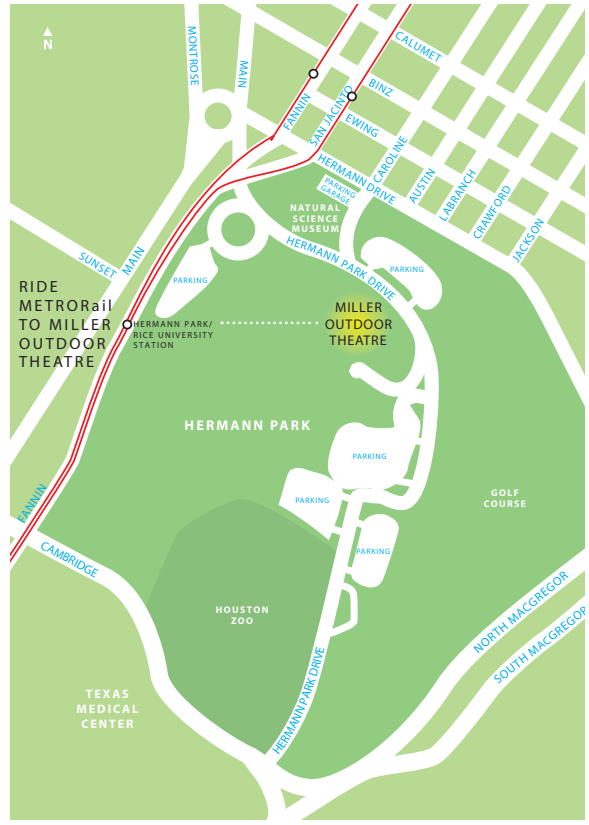 N
MONTROSE
MAIN
CALUMET
BINZ
FANNIN
SAN JACINTO
EWING
HERMANN DRIVE
CAROLINE
PARKING
GARAGE
AUSTIN
LABRANCH
CRAWFORD
JACKSON
NATURAL
SCIENCE
MUSEUM
HERMANN PARK DRIVE
SUNSET
MAIN
PARKING
PARKING
RIDE
METRORail
TO MILLER
OUTDOOR
THEATRE
HERMANN PARK/
RICE UNIVERSITY
STATION
MILLER
OUTDOOR
THEATRE
HERMANN PARK
PARKING
PARKING
GOLF
COURSE
FANNIN
CAMBRIDGE
PARKING
HOUSTON
ZOO
NORTH MACGREGOR
SOUTH MACGREGOR
HERMANN PARK DRIVE
TEXAS
MEDICAL
CENTER